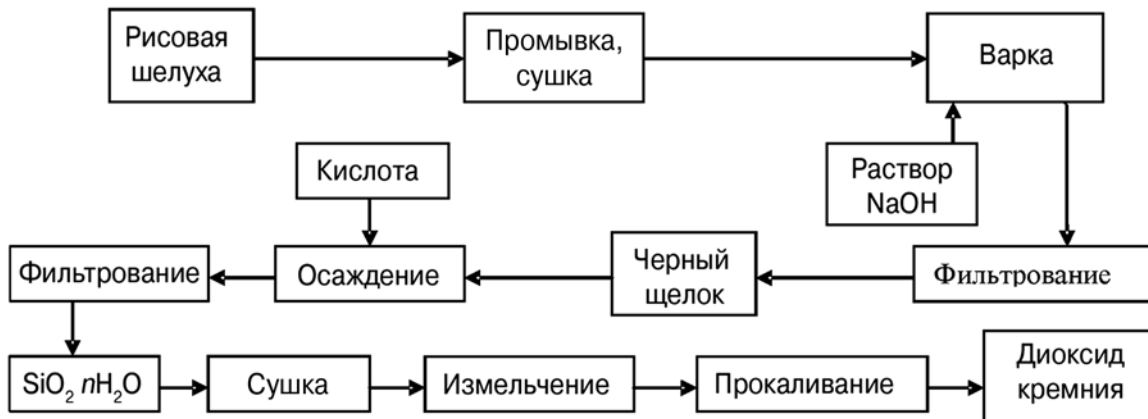 Рисовая
шелуха
Промывка,
сушка
Варка
Раствор
NaOH
Кислота
Фильтрование
Осаждение
Черный
щелок
Фильтрование
SiO₂ nH₂O
Сушка
Измельчение
Прокаливание
Диоксид
кремния